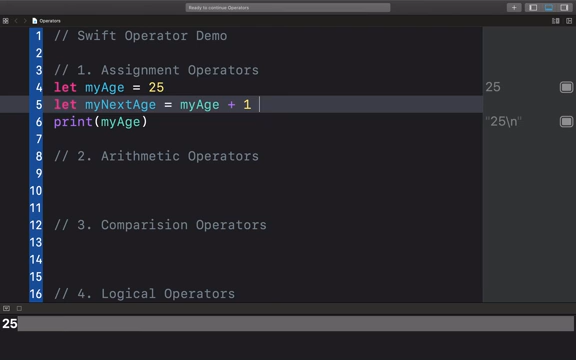 Ready to continue Operators
Operators
1 // Swift Operator Demo
2
3 // 1. Assignment Operators
4 let myAge = 25 25
5 let myNextAge = myAge + 1
6 print(myAge) "25\n"
7
8 // 2. Arithmetic Operators
9
10
11
12 // 3. Comparision Operators
13
14
15
16 // 4. Logical Operators
25